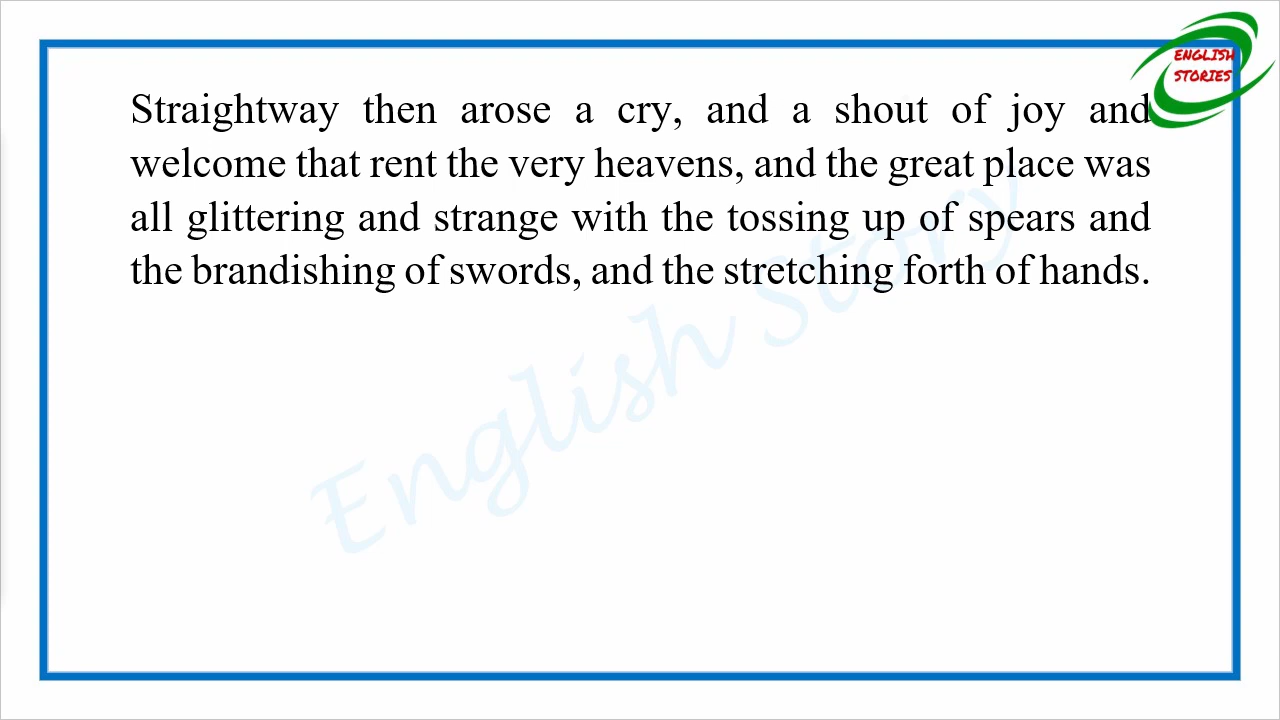 ENGLISH
STORIES
Straightway then arose a cry, and a shout of joy and
welcome that rent the very heavens, and the great place was
all glittering and strange with the tossing up of spears and
the brandishing of swords, and the stretching forth of hands.
English Story